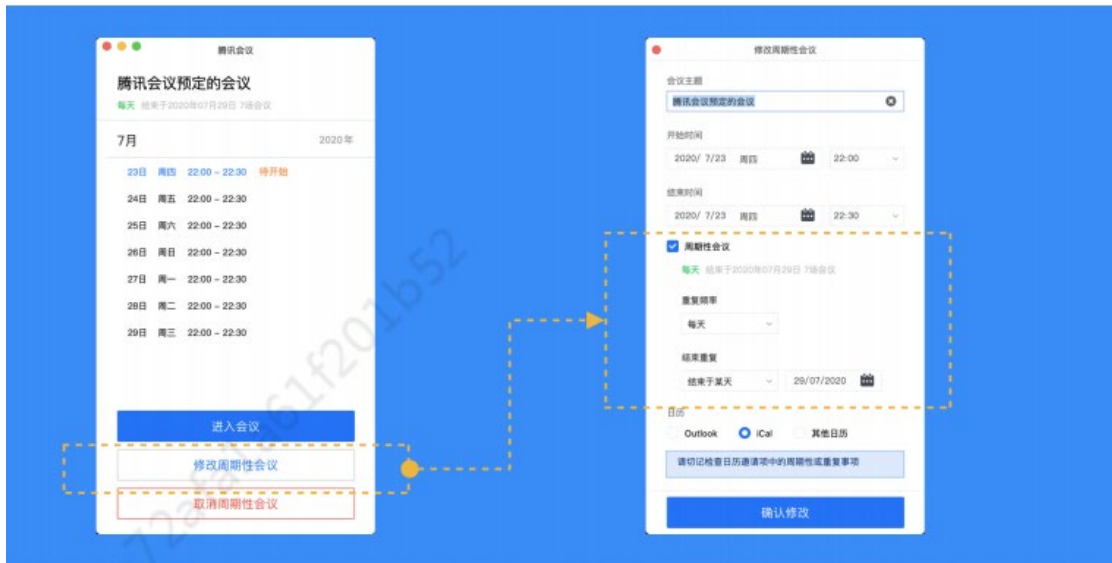 腾讯会议
腾讯会议预定的会议
每天 结束于2020年07月29日 7场会议
7月 2020年
23日 周四 22:00 - 22:30 待开始
24日 周五 22:00 - 22:30
25日 周六 22:00 - 22:30
26日 周日 22:00 - 22:30
27日 周一 22:00 - 22:30
28日 周二 22:00 - 22:30
29日 周三 22:00 - 22:30
进入会议
修改周期性会议
取消周期性会议
修改周期性会议
会议主题
腾讯会议预定的会议
开始时间
2020/ 7/23 周四 22:00
结束时间
2020/ 7/23 周四 22:30
周期性会议
每天 结束于2020年07月29日 7场会议
重复频率
每天
结束重复
结束于某天 29/07/2020
日历
Outlook iCal 其他日历
请切记检查日历邀请项中的周期性或重复事项
确认修改